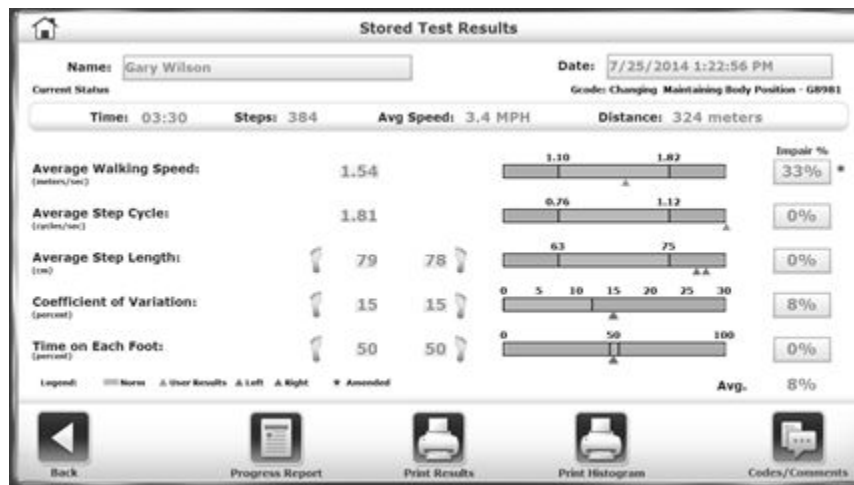 Stored Test Results
Name: Gary Wilson Date: 7/25/2014 1:22:56 PM
Current Status Gcode: Changing Maintaining Body Position - G8981
Time: 03:30 Steps: 384 Avg Speed: 3.4 MPH Distance: 324 meters
Impair %
Average Walking Speed: 1.54 1.10 1.82 33% *
(meters/sec)
Average Step Cycle: 1.81 0.76 1.12 0%
(cycles/sec)
Average Step Length: 79 78 63 75 0%
(cm)
Coefficient of Variation: 15 15 0 5 10 15 20 25 30 8%
(percent)
Time on Each Foot: 50 50 0 50 100 0%
(percent)
Legend: Norm User Results Left Right * Amended Avg. 8%
Back Progress Report Print Results Print Histogram Codes/Comments